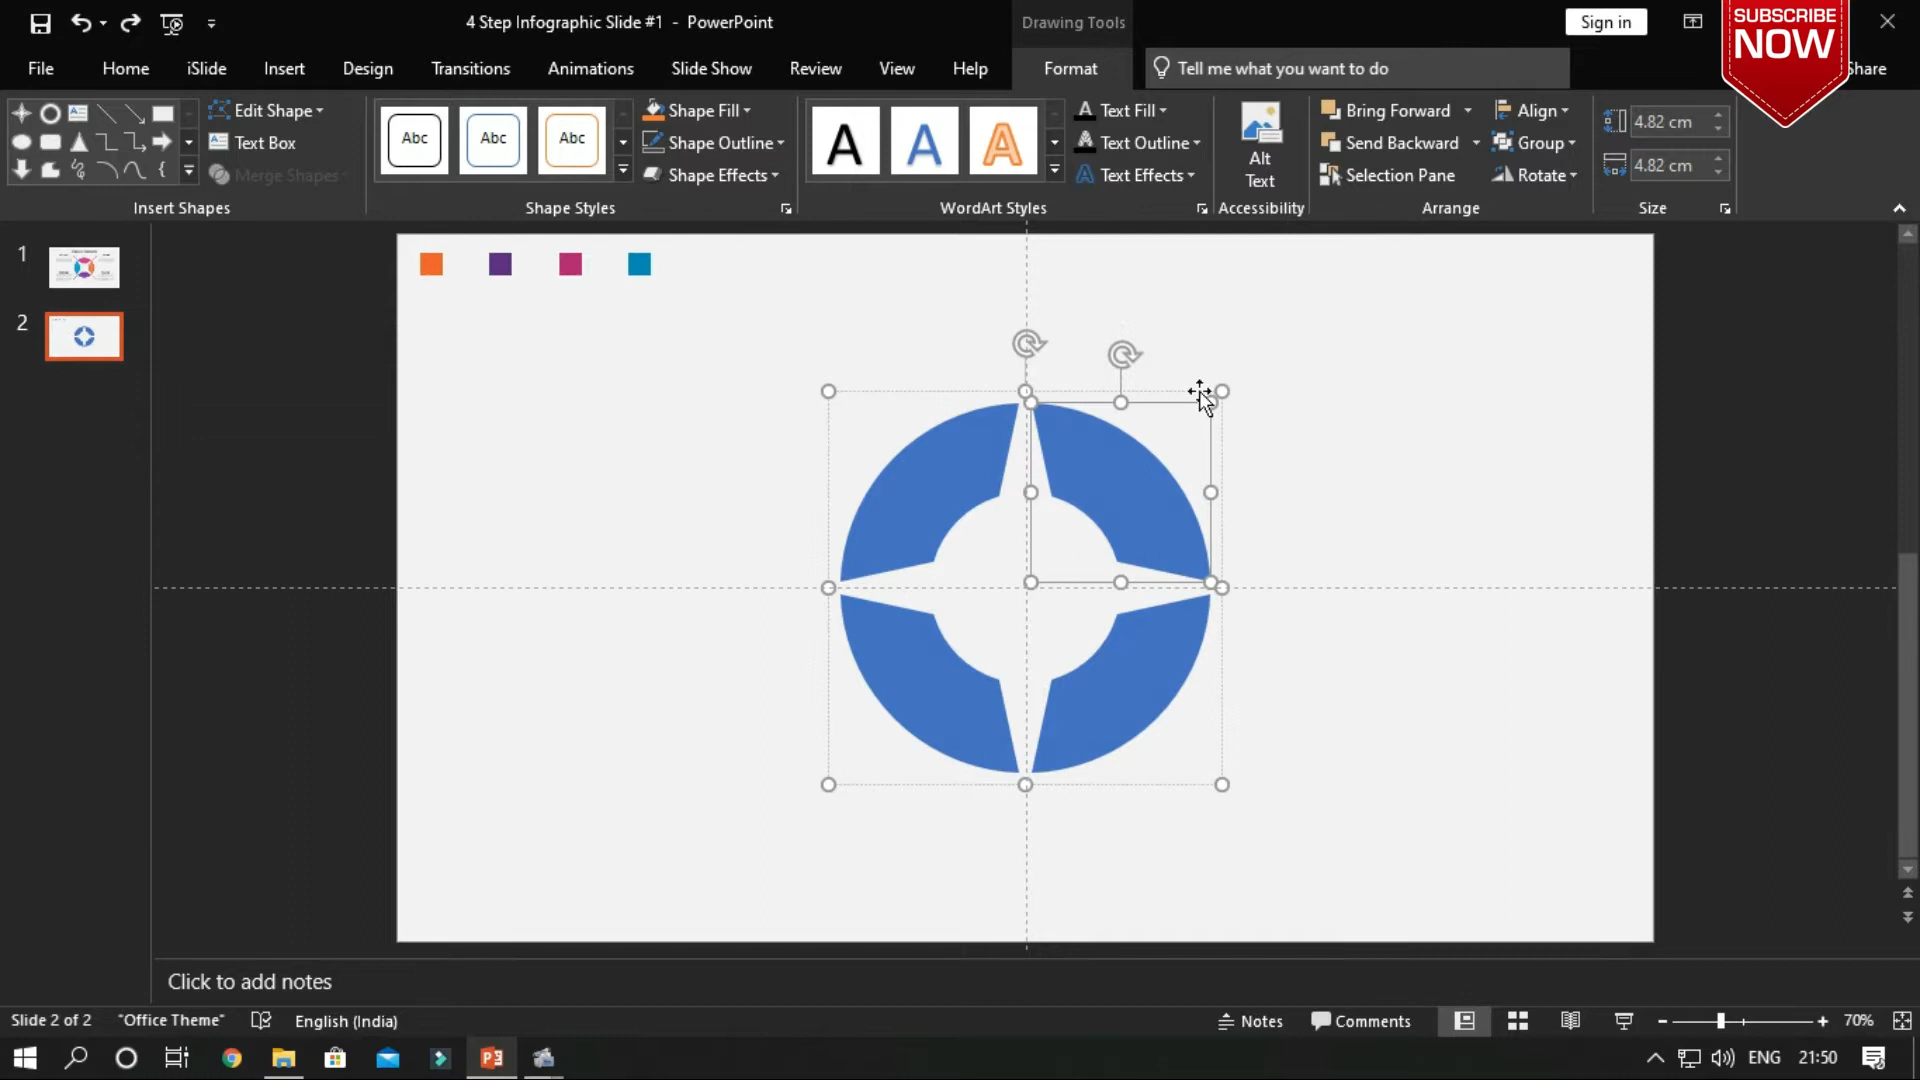 4 Step Infographic Slide #1 - PowerPoint
Drawing Tools
Sign in
SUBSCRIBE
NOW
File
Home
iSlide
Insert
Design
Transitions
Animations
Slide Show
Review
View
Help
Format
Tell me what you want to do
Share
Edit Shape
Text Box
Merge Shapes
Insert Shapes
Abc
Abc
Abc
Shape Fill
Shape Outline
Shape Effects
Shape Styles
A
A
A
Text Fill
Text Outline
Text Effects
WordArt Styles
Alt
Text
Accessibility
Bring Forward
Send Backward
Selection Pane
Align
Group
Rotate
Arrange
4.82 cm
4.82 cm
Size
1
2
Click to add notes
Slide 2 of 2
"Office Theme"
English (India)
Notes
Comments
70%
ENG
21:50